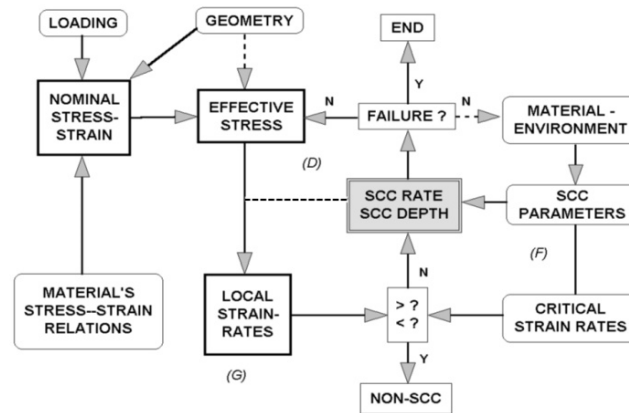 LOADING
GEOMETRY
END
Y
NOMINAL
STRESS-
STRAIN
EFFECTIVE
STRESS
N
FAILURE ?
N
MATERIAL -
ENVIRONMENT
(D)
SCC RATE
SCC DEPTH
SCC
PARAMETERS
(F)
N
MATERIAL'S
STRESS--STRAIN
RELATIONS
LOCAL
STRAIN-
RATES
> ?
< ?
CRITICAL
STRAIN RATES
(G)
Y
NON-SCC